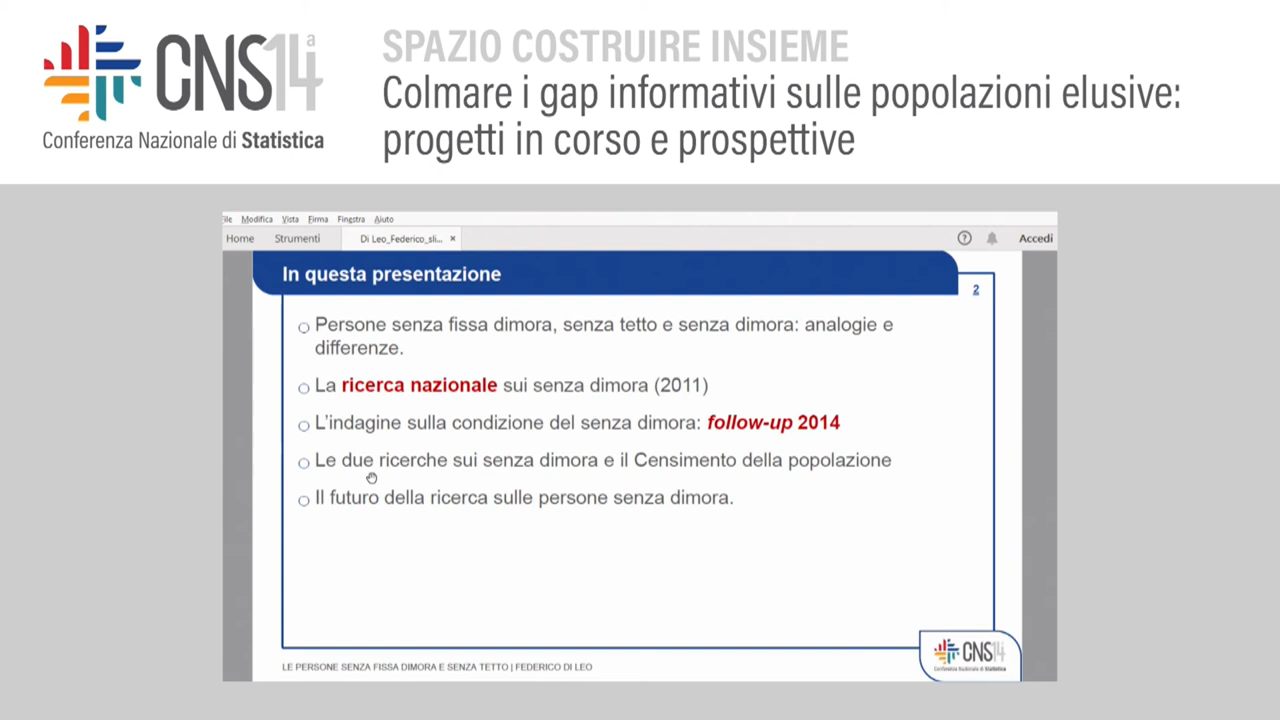 CNS14ª
Conferenza Nazionale di Statistica
SPAZIO COSTRUIRE INSIEME
Colmare i gap informativi sulle popolazioni elusive:
progetti in corso e prospettive
ile Modifica Vista Firma Finestra Aiuto
Home Strumenti Di Leo_Federico_sli... × ? Accedi
In questa presentazione
2
Persone senza fissa dimora, senza tetto e senza dimora: analogie e
differenze.
La ricerca nazionale sui senza dimora (2011)
L'indagine sulla condizione del senza dimora: follow-up 2014
Le due ricerche sui senza dimora e il Censimento della popolazione
Il futuro della ricerca sulle persone senza dimora.
LE PERSONE SENZA FISSA DIMORA E SENZA TETTO | FEDERICO DI LEO
CNS14
Conferenza Nazionale di Statistica